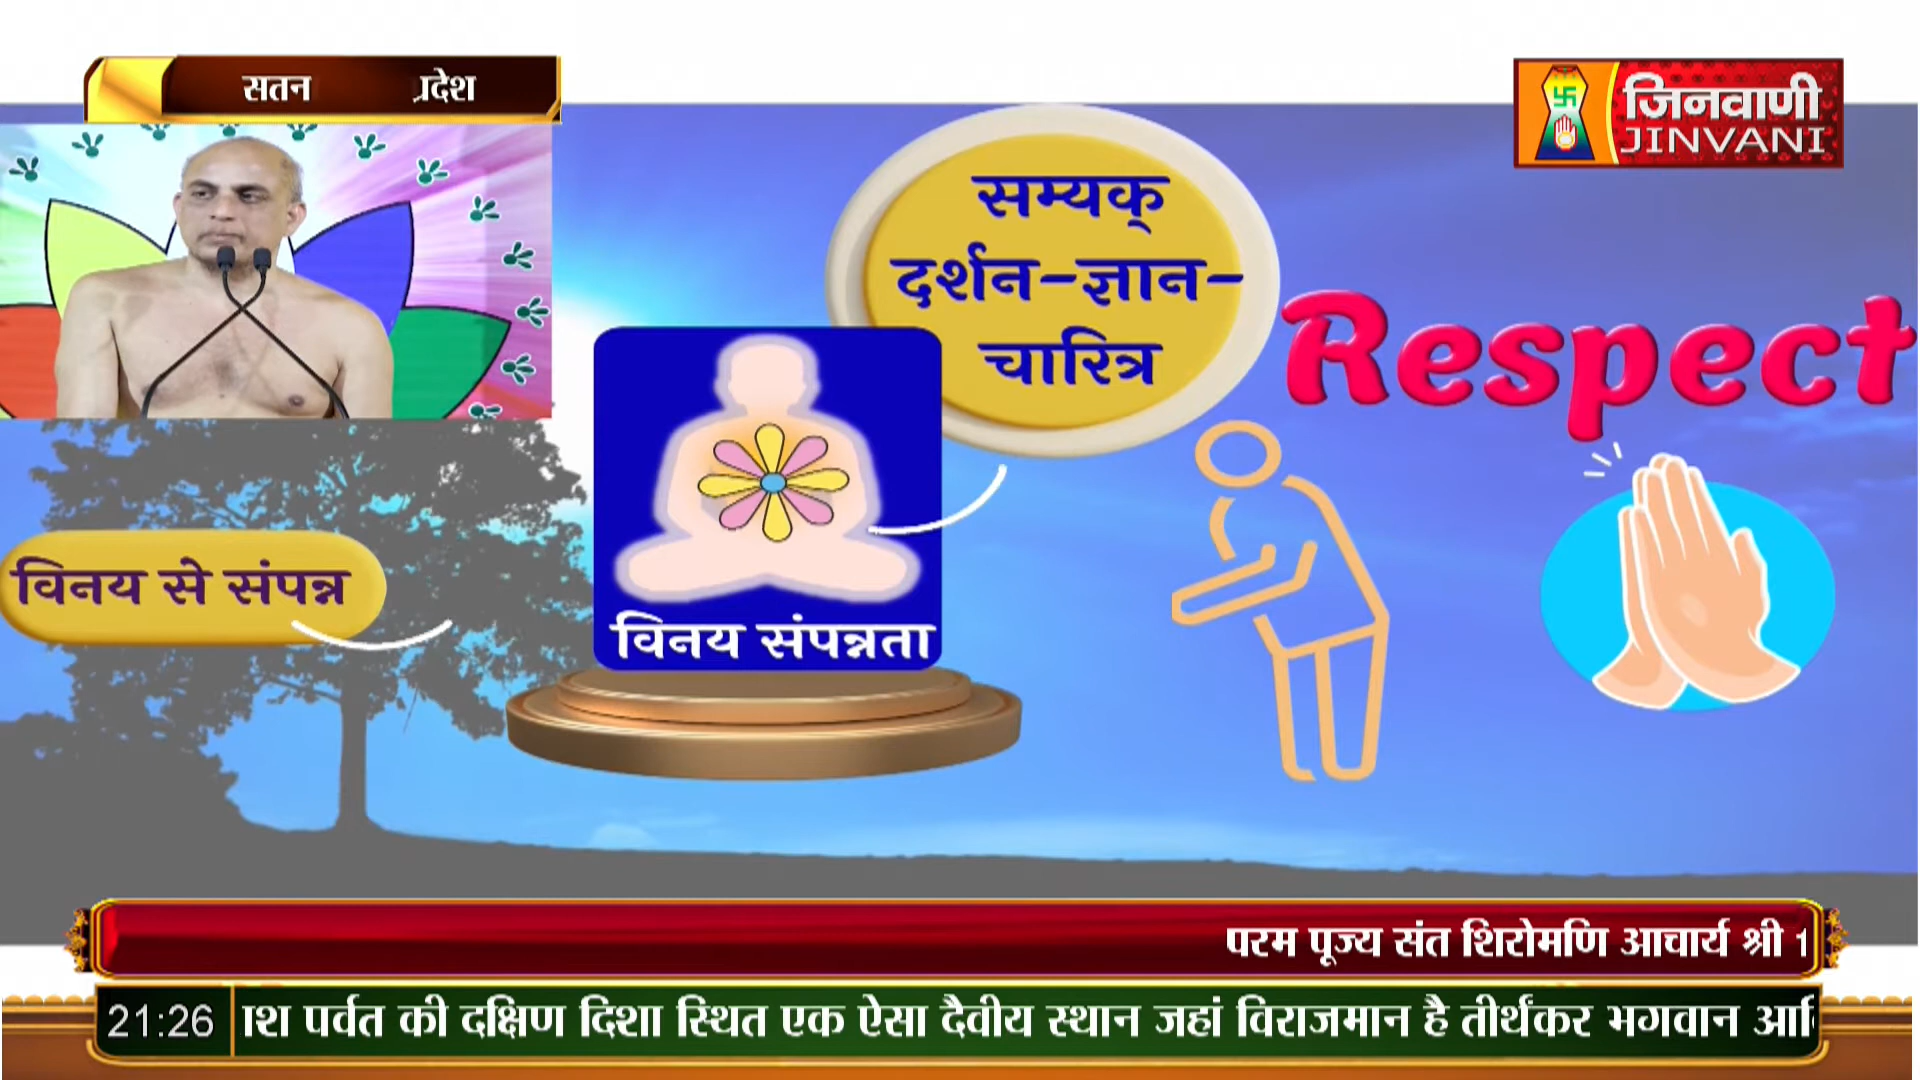 सतन
जिनवाणी
JINVANI
सम्यक्
दर्शन-ज्ञान-
चारित्र
Respect
विनय से संपन्न
विनय संपन्नता
परम पूज्य संत शिरोमणि आचार्य श्री 1
21:26
पर्वत की दक्षिण दिशा स्थित एक ऐसा दैवीय स्थान जहां विराजमान है तीर्थंकर भगवान